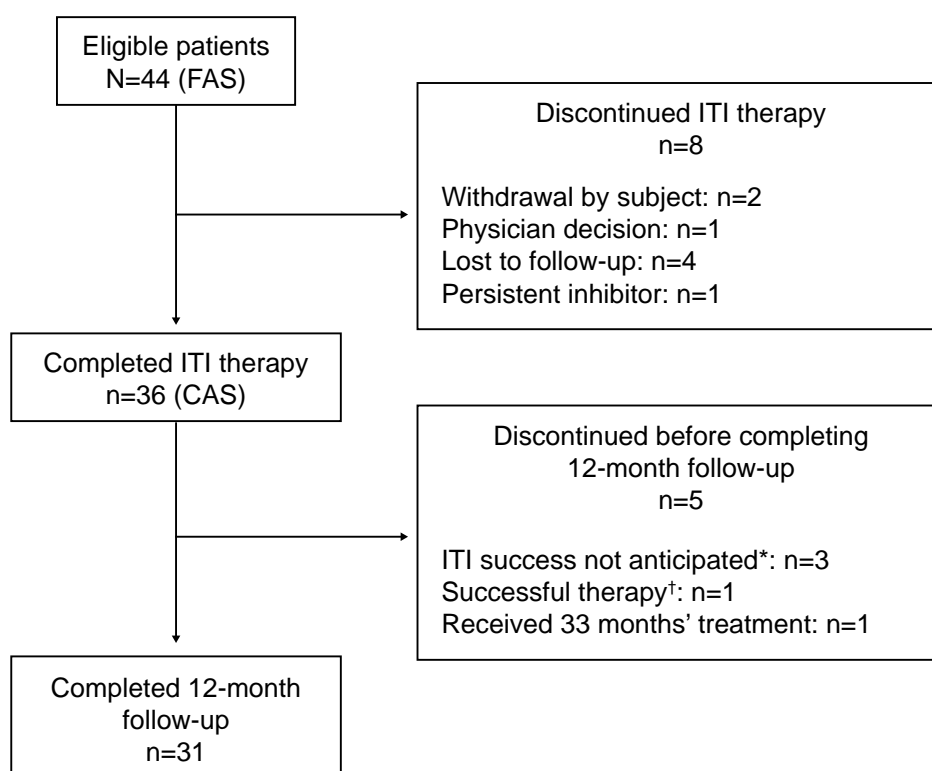 Eligible patients
N=44 (FAS)
Discontinued ITI therapy
n=8
Withdrawal by subject: n=2
Physician decision: n=1
Lost to follow-up: n=4
Persistent inhibitor: n=1
Completed ITI therapy
n=36 (CAS)
Discontinued before completing
12-month follow-up
n=5
ITI success not anticipated*: n=3
Successful therapy†: n=1
Received 33 months’ treatment: n=1
Completed 12-month
follow-up
n=31